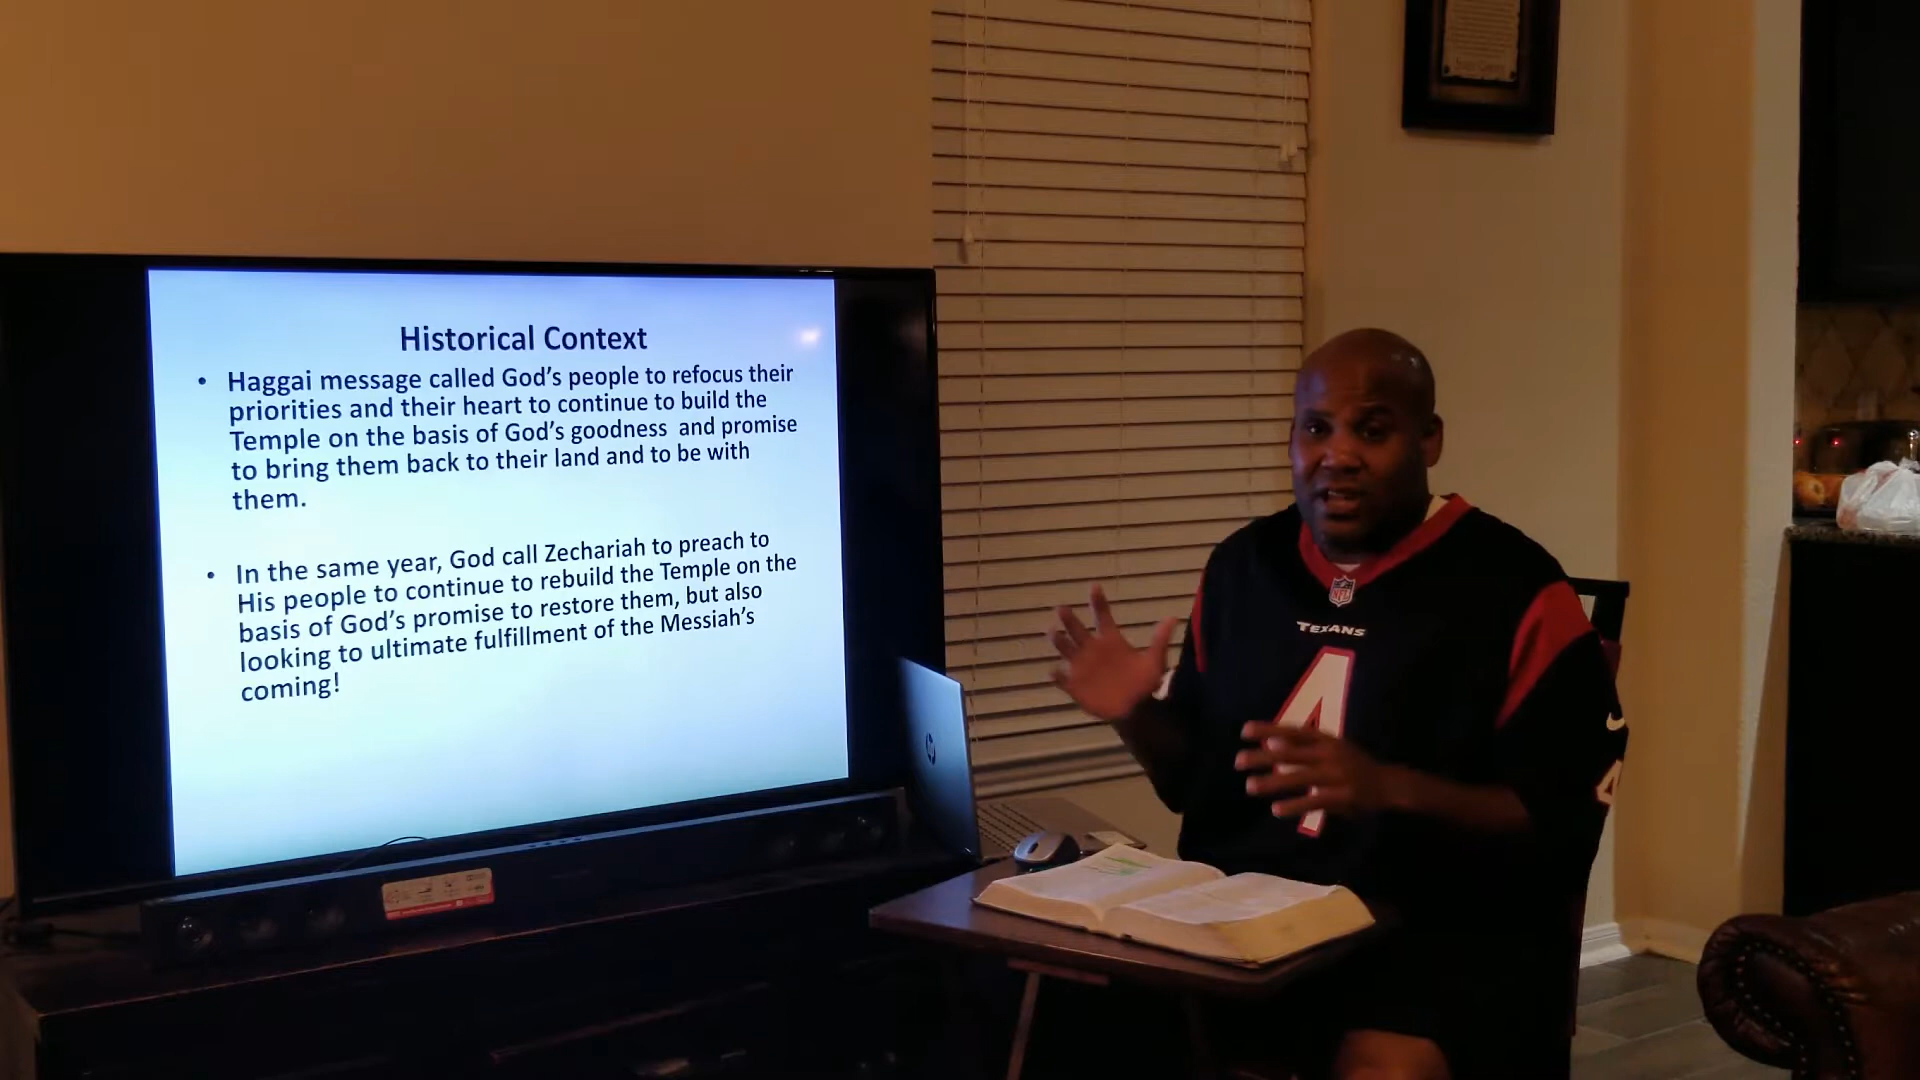 Historical Context
• Haggai message called God's people to refocus their
priorities and their heart to continue to build the
Temple on the basis of God's goodness and promise
to bring them back to their land and to be with
them.
• In the same year, God call Zechariah to preach to
His people to continue to rebuild the Temple on the
basis of God's promise to restore them, but also
looking to ultimate fulfillment of the Messiah's
coming!
hp
NFL
TEXANS
4
4